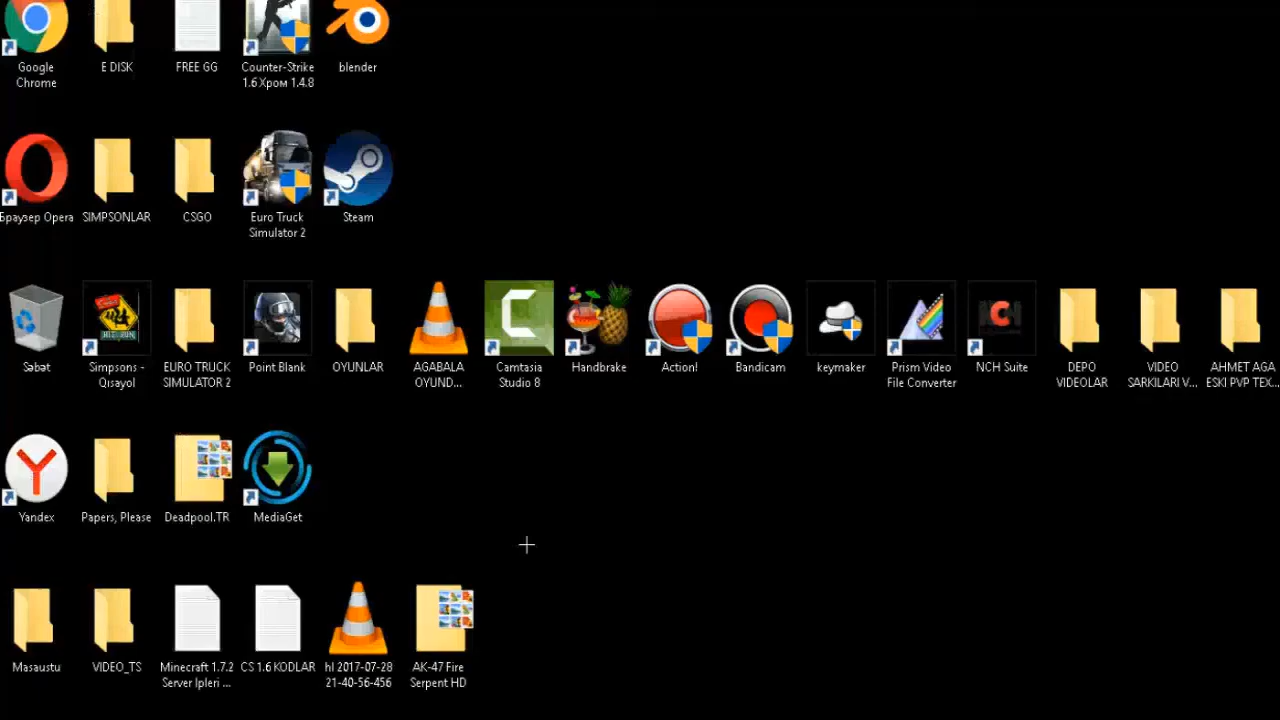 Google
Chrome
E DISK
FREE GG
Counter-Strike
1.6 Хром 1.4.8
blender
Браузер Opera
SIMPSONLAR
CSGO
Euro Truck
Simulator 2
Steam
Səbət
Simpsons -
Qısayol
EURO TRUCK
SIMULATOR 2
Point Blank
OYUNLAR
AGABALA
OYUND...
Camtasia
Studio 8
Handbrake
Action!
Bandicam
keymaker
Prism Video
File Converter
NCH Suite
DEPO
VIDEOLAR
VIDEO
SARKILARI V...
AHMET AGA
ESKI PVP TEX...
Yandex
Papers, Please
Deadpool.TR
MediaGet
Masaustu
VIDEO_TS
Minecraft 1.7.2
Server Ipleri ...
CS 1.6 KODLAR
hl 2017-07-28
21-40-56-456
AK-47 Fire
Serpent HD